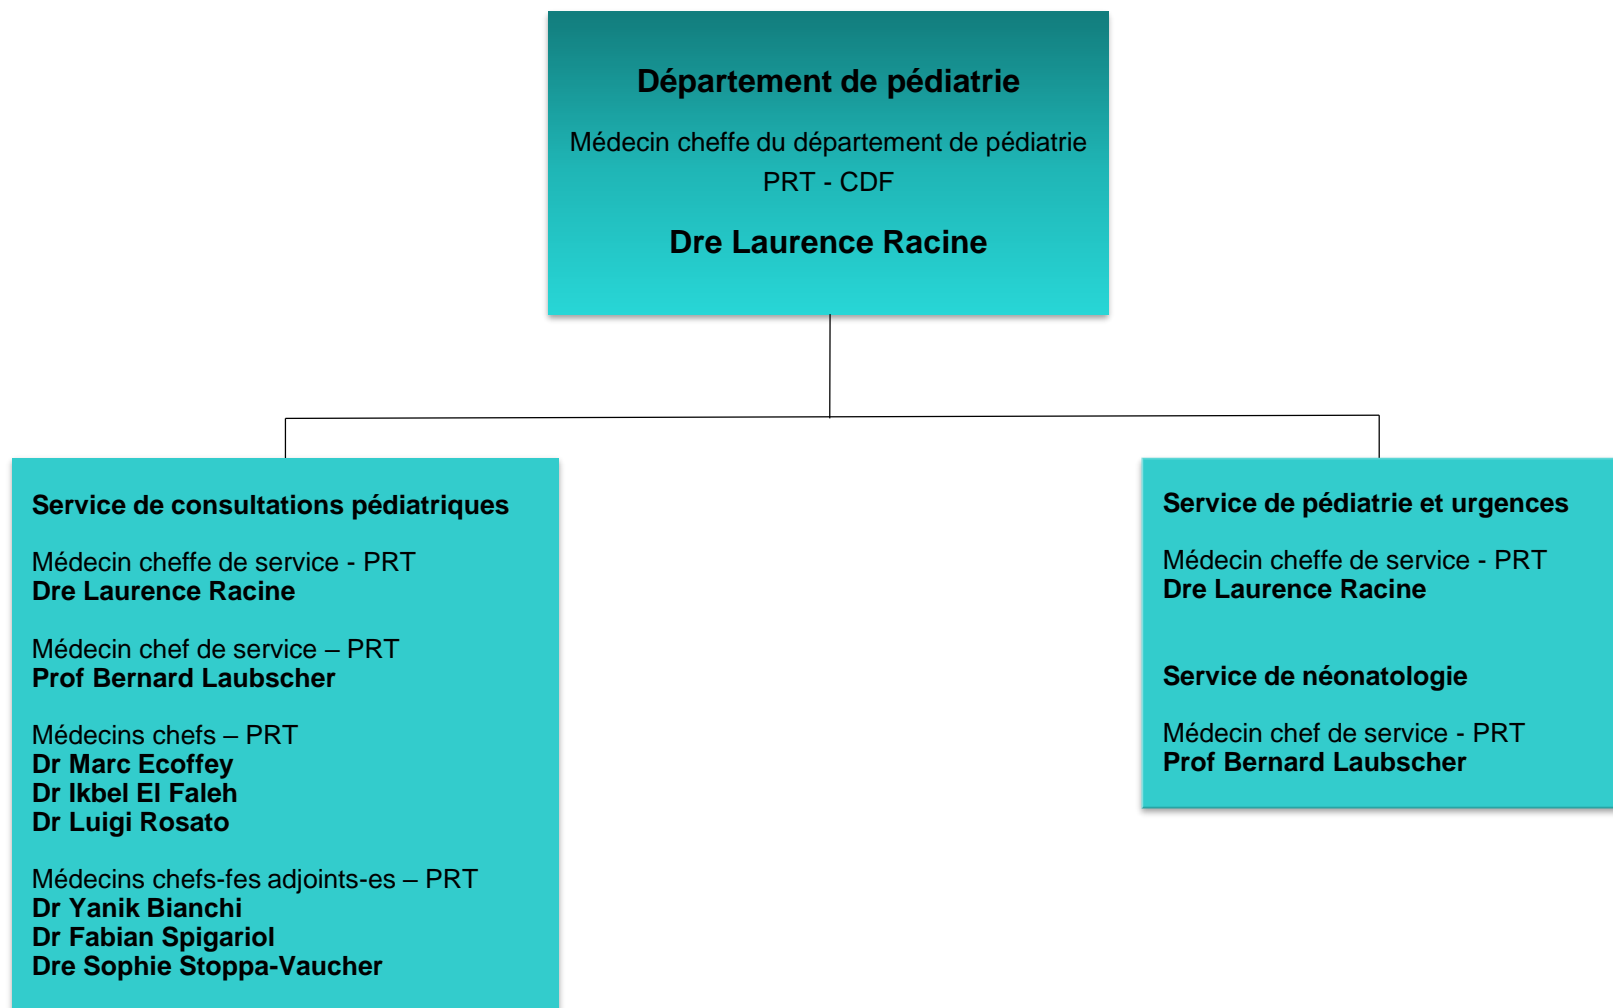 Département de pédiatrie
Médecin cheffe du département de pédiatrie
PRT - CDF
Dre Laurence Racine
Service de consultations pédiatriques
Médecin cheffe de service - PRT
Dre Laurence Racine
Médecin chef de service – PRT
Prof Bernard Laubscher
Médecins chefs – PRT
Dr Marc Ecoffey
Dr Ikbel El Faleh
Dr Luigi Rosato
Médecins chefs-fes adjoints-es – PRT
Dr Yanik Bianchi
Dr Fabian Spigariol
Dre Sophie Stoppa-Vaucher
Service de pédiatrie et urgences
Médecin cheffe de service - PRT
Dre Laurence Racine
Service de néonatologie
Médecin chef de service - PRT
Prof Bernard Laubscher